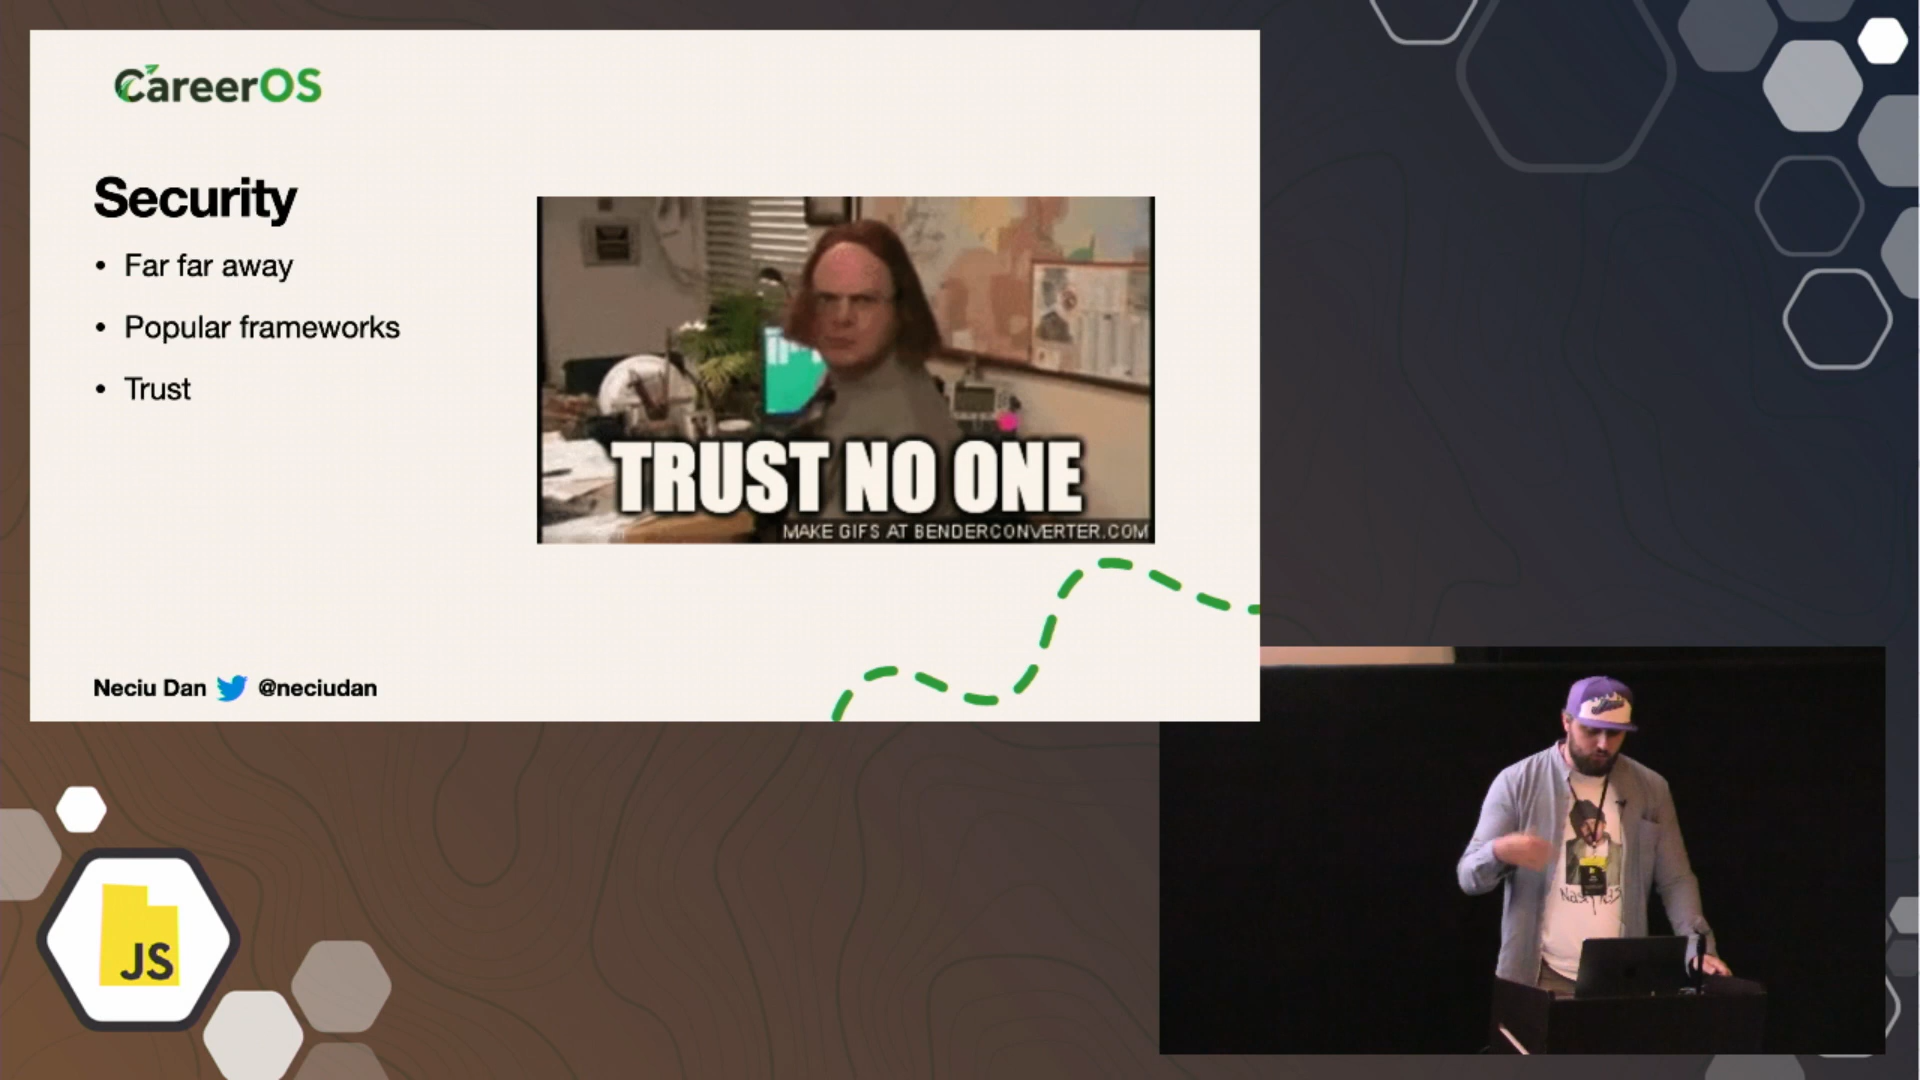 CareerOS
Security
• Far far away
• Popular frameworks
• Trust
TRUST NO ONE
MAKE GIFS AT BENDERCONVERTER.COM
Neciu Dan @neciudan
JS